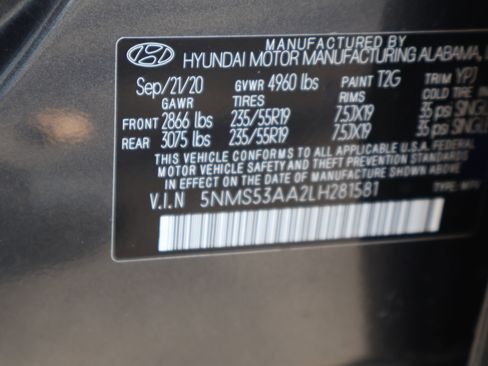 MANUFACTURED BY
HYUNDAI MOTOR MANUFACTURING ALABAMA,
Sep/21/20 GVWR 4960 lbs PAINT T2G TRIM
GAWR TIRES RIMS COLD TIRE
FRONT 2866 lbs 235/55R19 7.5JX19 35 psi SINGL
REAR 3075 lbs 235/55R19 7.5JX19 35 psi SINGL
THIS VEHICLE CONFORMS TO ALL APPLICABLE U.S.A. FEDERAL
MOTOR VEHICLE SAFETY AND THEFT PREVENTION STANDARDS
IN EFFECT ON THE DATE OF MANUFACTURE SHOWN ABOVE
V.I.N 5NMS53AA2LH281581 TYPE: MPV